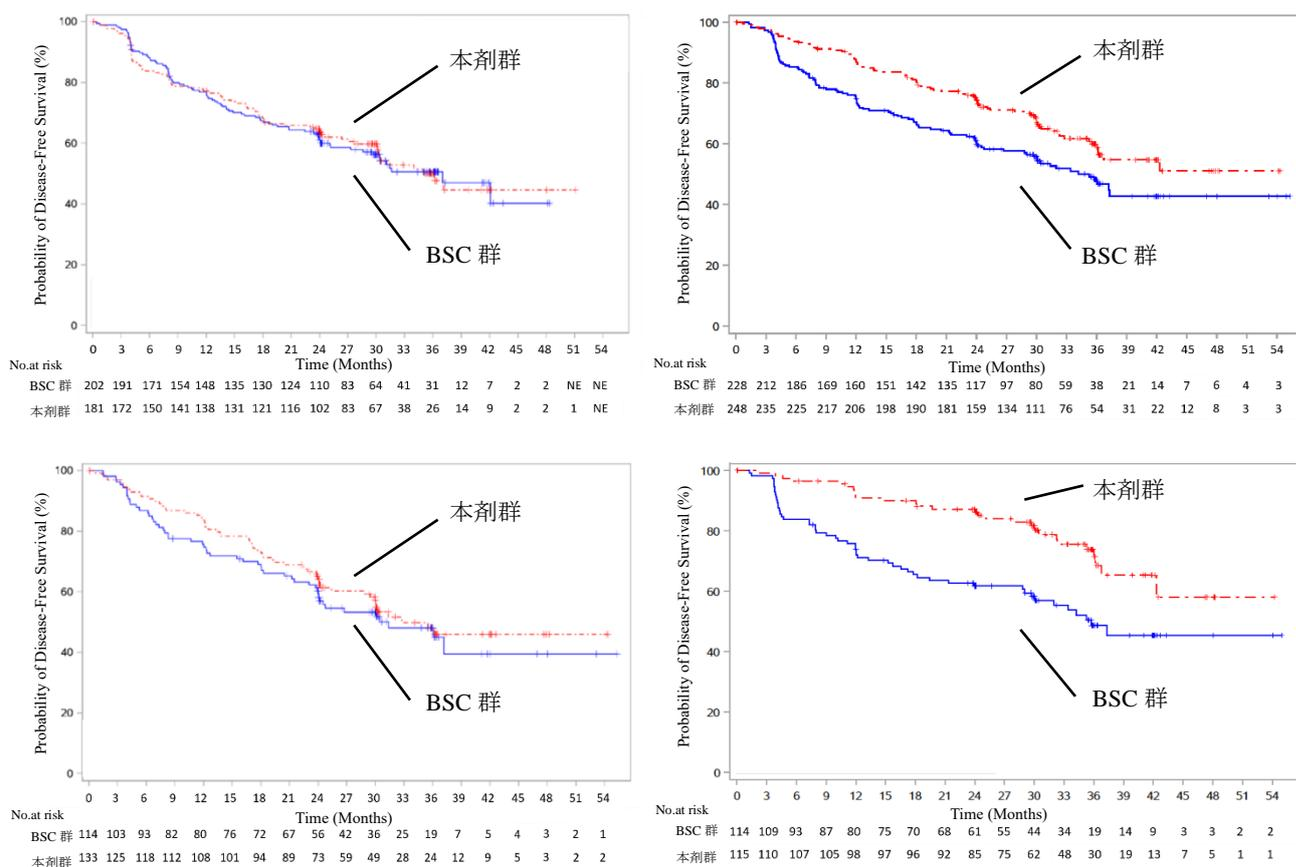 Probability of Disease-Free Survival (%)
100
80
60
40
20
0
本剤群
BSC 群
0 3 6 9 12 15 18 21 24 27 30 33 36 39 42 45 48 51 54
Time (Months)
No.at risk
BSC 群 202 191 171 154 148 135 130 124 110 83 64 41 31 12 7 2 2 NE NE
本剤群 181 172 150 141 138 131 121 116 102 83 67 38 26 14 9 2 2 1 NE
Probability of Disease-Free Survival (%)
100
80
60
40
20
0
本剤群
BSC 群
0 3 6 9 12 15 18 21 24 27 30 33 36 39 42 45 48 51 54
Time (Months)
No.at risk
BSC 群 228 212 186 169 160 151 142 135 117 97 80 59 38 21 14 7 6 4 3
本剤群 248 235 225 217 206 198 190 181 159 134 111 76 54 31 22 12 8 3 3
Probability of Disease-Free Survival (%)
100
80
60
40
20
0
本剤群
BSC 群
0 3 6 9 12 15 18 21 24 27 30 33 36 39 42 45 48 51 54
Time (Months)
No.at risk
BSC 群 114 103 93 82 80 76 72 67 56 42 36 25 19 7 5 4 3 2 1
本剤群 133 125 118 112 108 101 94 89 73 59 49 28 24 12 9 5 3 2 2
Probability of Disease-Free Survival (%)
100
80
60
40
20
0
本剤群
BSC 群
0 3 6 9 12 15 18 21 24 27 30 33 36 39 42 45 48 51 54
Time (Months)
No.at risk
BSC 群 114 109 93 87 80 75 70 68 61 55 44 34 19 14 9 3 3 2 2
本剤群 115 110 107 105 98 97 96 92 85 75 62 48 30 19 13 7 5 1 1